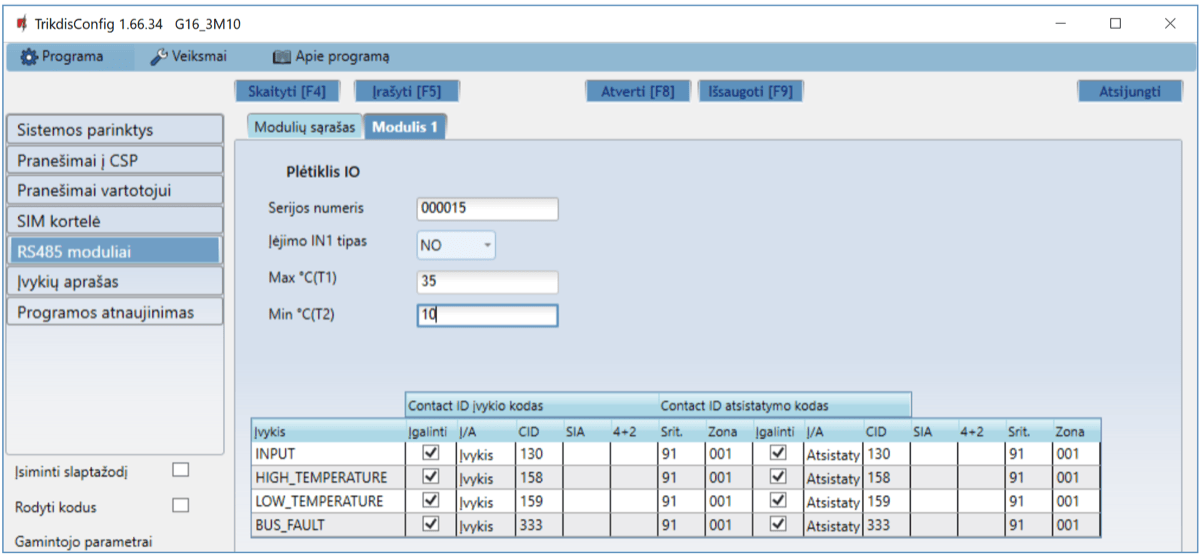 TrikdisConfig 1.66.34 G16_3M10
Programa Veiksmai Apie programą
Skaityti [F4] Įrašyti [F5] Atverti [F8] Išsaugoti [F9] Atsijungti
Sistemos parinktys
Pranešimai į CSP
Pranešimai vartotojui
SIM kortelė
RS485 moduliai
Įvykių aprašas
Programos atnaujinimas
Įsiminti slaptažodį
Rodyti kodus
Gamintojo parametrai
Modulių sąrašas Modulis 1
Plėtiklis IO
Serijos numeris 000015
Įėjimo IN1 tipas NO
Max °C(T1) 35
Min °C(T2) 10
Contact ID įvykio kodas Contact ID atsistatymo kodas
Įvykis Įgalinti Į/A CID SIA 4+2 Srit. Zona Įgalinti Į/A CID SIA 4+2 Srit. Zona
INPUT Įvykis 130 91 001 Atsistaty 130 91 001
HIGH_TEMPERATURE Įvykis 158 91 001 Atsistaty 158 91 001
LOW_TEMPERATURE Įvykis 159 91 001 Atsistaty 159 91 001
BUS_FAULT Įvykis 333 91 001 Atsistaty 333 91 001